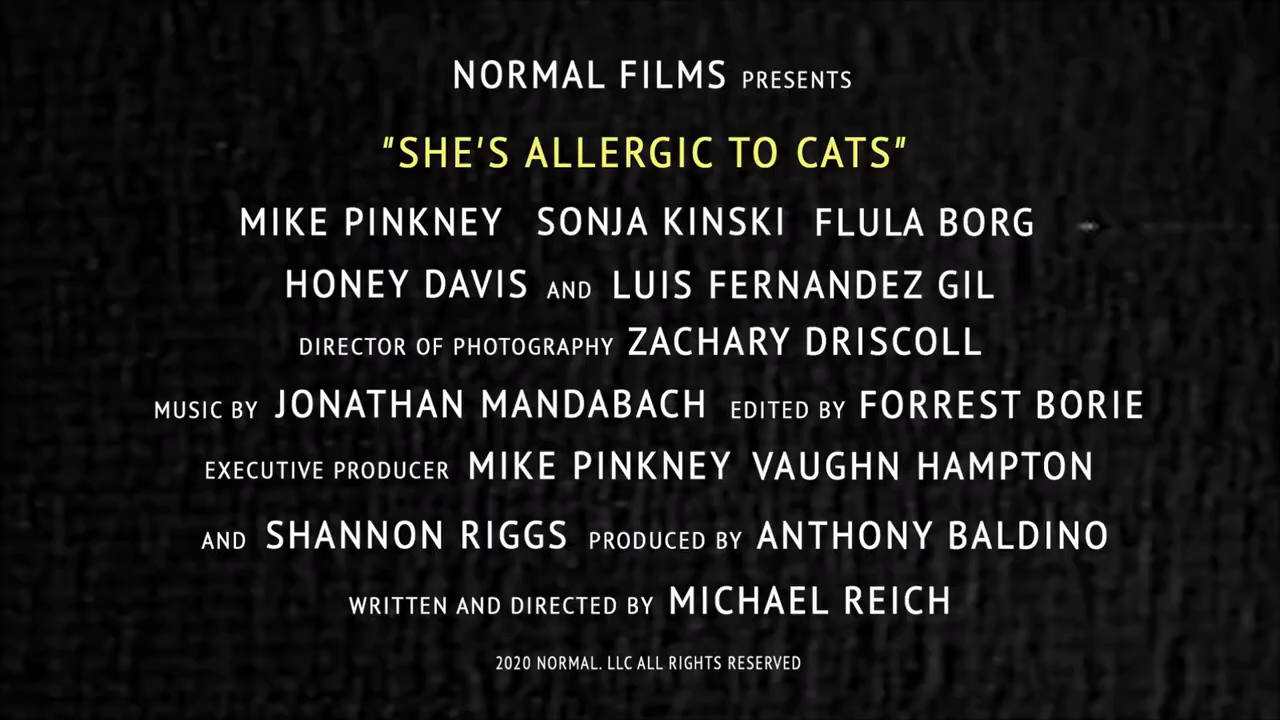 NORMAL FILMS PRESENTS
"SHE'S ALLERGIC TO CATS"
MIKE PINKNEY SONJA KINSKI FLULA BORG
HONEY DAVIS AND LUIS FERNANDEZ GIL
DIRECTOR OF PHOTOGRAPHY ZACHARY DRISCOLL
MUSIC BY JONATHAN MANDABACH EDITED BY FORREST BORIE
EXECUTIVE PRODUCER MIKE PINKNEY VAUGHN HAMPTON
AND SHANNON RIGGS PRODUCED BY ANTHONY BALDINO
WRITTEN AND DIRECTED BY MICHAEL REICH
2020 NORMAL. LLC ALL RIGHTS RESERVED